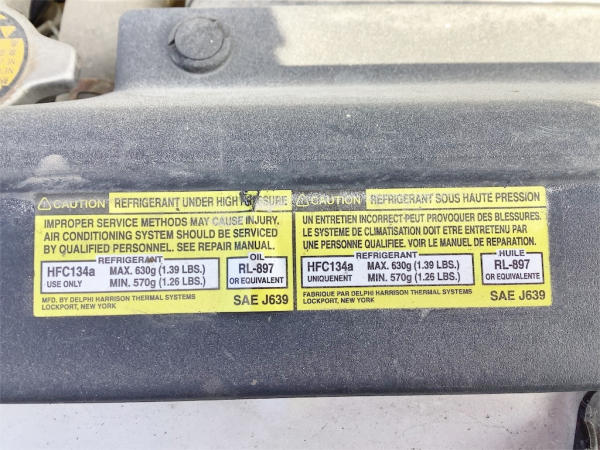 CAUTION REFRIGERANT UNDER HIGH PRESSURE
IMPROPER SERVICE METHODS MAY CAUSE INJURY.
AIR CONDITIONING SYSTEM SHOULD BE SERVICED
BY QUALIFIED PERSONNEL. SEE REPAIR MANUAL.
REFRIGERANT
HFC134a MAX. 630g (1.39 LBS.)
USE ONLY MIN. 570g (1.26 LBS.)
OIL
RL-897
OR EQUIVALENT
MFD. BY DELPHI HARRISON THERMAL SYSTEMS
LOCKPORT, NEW YORK
SAE J639
CAUTION REFRIGERANT SOUS HAUTE PRESSION
UN ENTRETIEN INCORRECT PEUT PROVOQUER DES BLESSURES.
LE SYSTEME DE CLIMATISATION DOIT ETRE ENTRETENU PAR
UNE PERSONNE QUALIFIEE. VOIR LE MANUEL DE REPARATION.
REFRIGERANT
HFC134a MAX. 630g (1.39 LBS.)
UNIQUENENT MIN. 570g (1.26 LBS.)
HUILE
RL-897
OR EQUIVALENT
FABRIQUE PAR DELPHI HARRISON THERMAL SYSTEMS
LOCKPORT, NEW YORK
SAE J639